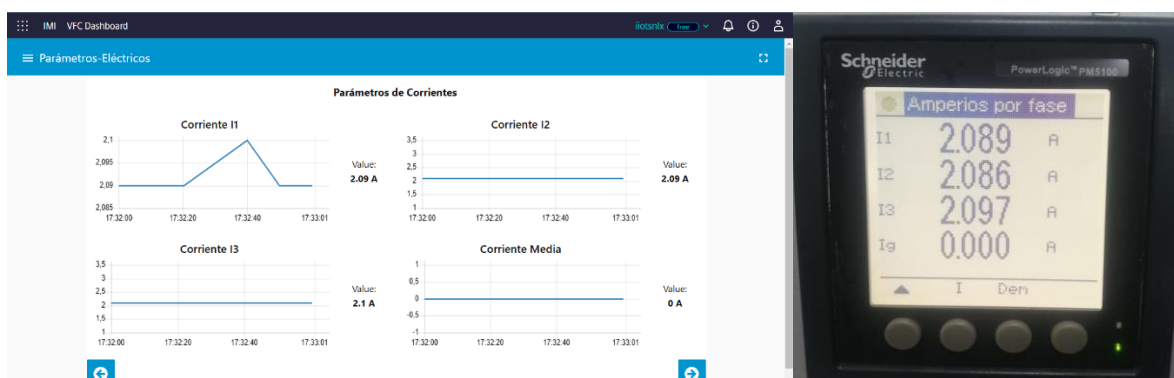 IMI VFC Dashboard
iiotsnlx free
Parámetros-Eléctricos
Parámetros de Corrientes
Corriente I1
2,1
2,095
2,09
2,085
17:32:00 17:32:20 17:32:40 17:33:01
Value:
2.09 A
Corriente I2
3,5
3
2,5
2
1,5
1
17:32:00 17:32:20 17:32:40 17:33:01
Value:
2.09 A
Corriente I3
3,5
3
2,5
2
1,5
1
17:32:00 17:32:20 17:32:40 17:33:01
Value:
2.1 A
Corriente Media
1
0,5
0
-0,5
-1
17:32:00 17:32:20 17:32:40 17:33:01
Value:
0 A
Schneider
Electric
PowerLogic™ PM5100
Amperios por fase
I1 2.089 A
I2 2.086 A
I3 2.097 A
Ig 0.000 A
I Dem